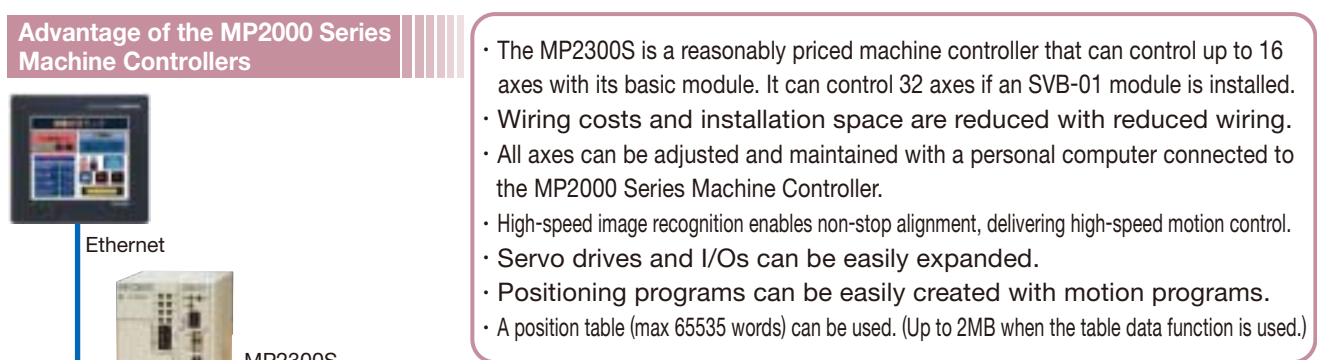 Advantage of the MP2000 Series
Machine Controllers
· The MP2300S is a reasonably priced machine controller that can control up to 16
axes with its basic module. It can control 32 axes if an SVB-01 module is installed.
· Wiring costs and installation space are reduced with reduced wiring.
· All axes can be adjusted and maintained with a personal computer connected to
the MP2000 Series Machine Controller.
· High-speed image recognition enables non-stop alignment, delivering high-speed motion control.
· Servo drives and I/Os can be easily expanded.
· Positioning programs can be easily created with motion programs.
· A position table (max 65535 words) can be used. (Up to 2MB when the table data function is used.)
Ethernet
MP2300S